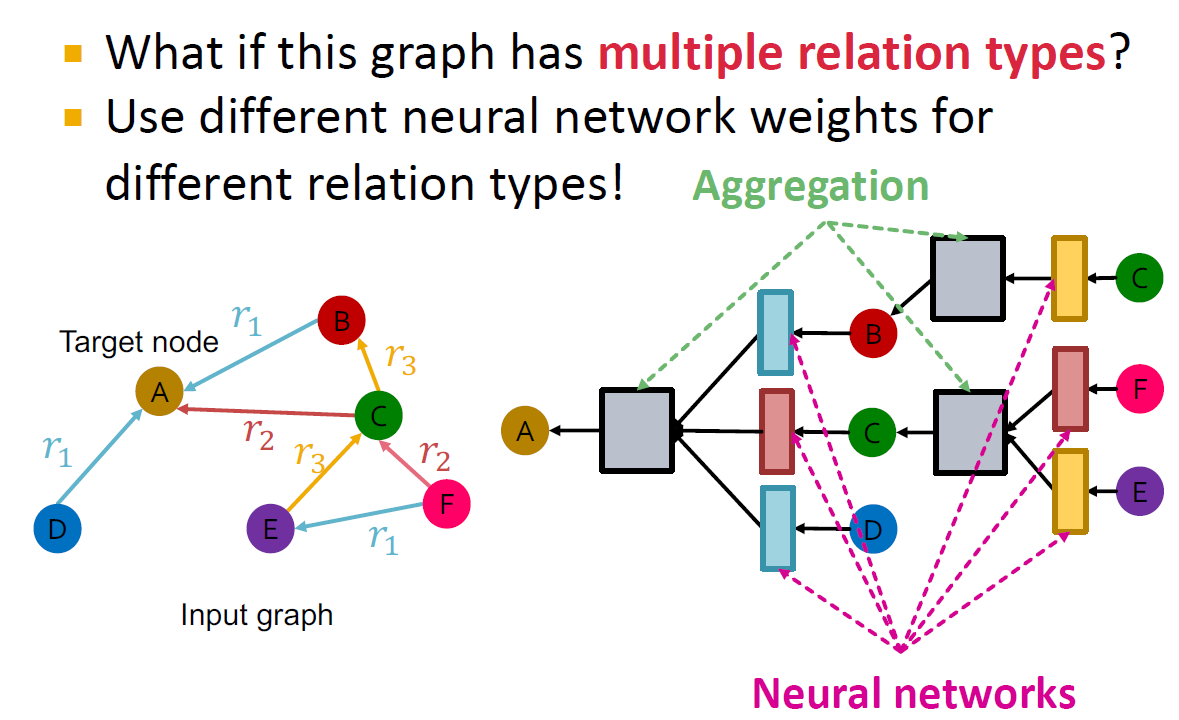 What if this graph has multiple relation types?
Use different neural network weights for
different relation types!
Aggregation
Target node
r₁
B
r₃
A
C
r₂
r₁
r₃
r₂
D
E
F
r₁
Input graph
C
B
F
A
C
E
D
Neural networks